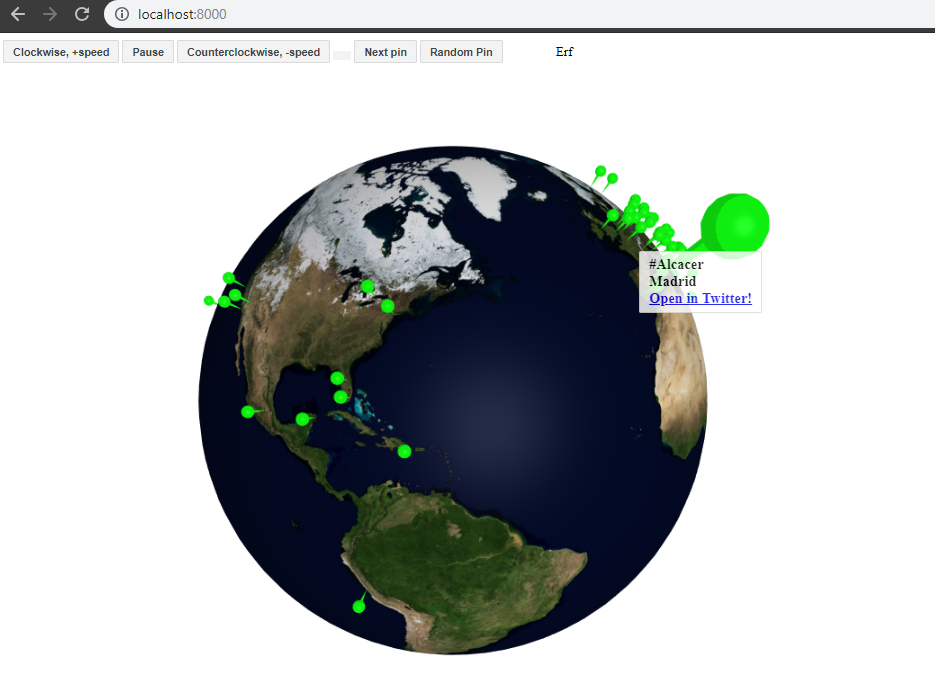 localhost:8000
Clockwise, +speed Pause Counterclockwise, -speed Next pin Random Pin Erf
#Alcacer
Madrid
Open in Twitter!